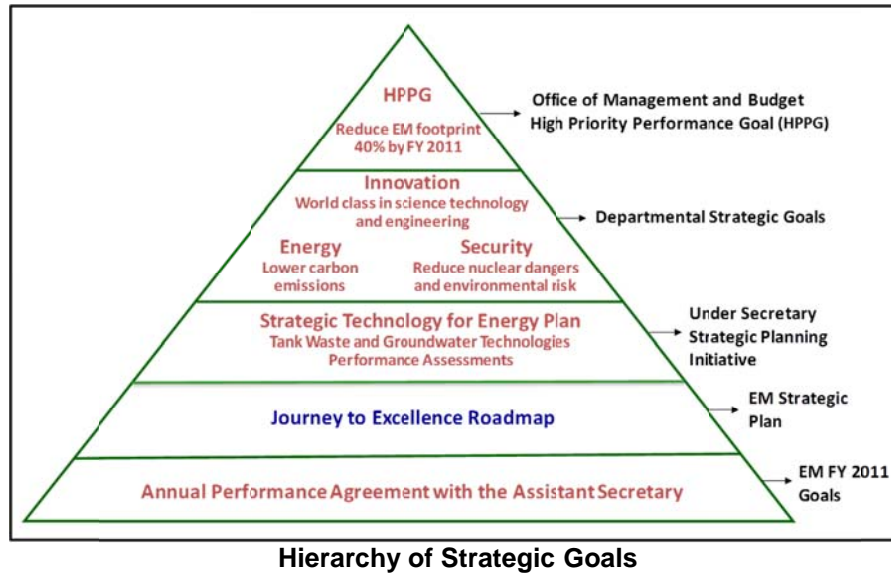 HPPG
Reduce EM footprint
40% by FY 2011
Office of Management and Budget
High Priority Performance Goal (HPPG)
Innovation
World class in science technology
and engineering
Energy
Lower carbon
emissions
Security
Reduce nuclear dangers
and environmental risk
Departmental Strategic Goals
Strategic Technology for Energy Plan
Tank Waste and Groundwater Technologies
Performance Assessments
Under Secretary
Strategic Planning
Initiative
Journey to Excellence Roadmap
EM Strategic
Plan
Annual Performance Agreement with the Assistant Secretary
EM FY 2011
Goals
Hierarchy of Strategic Goals